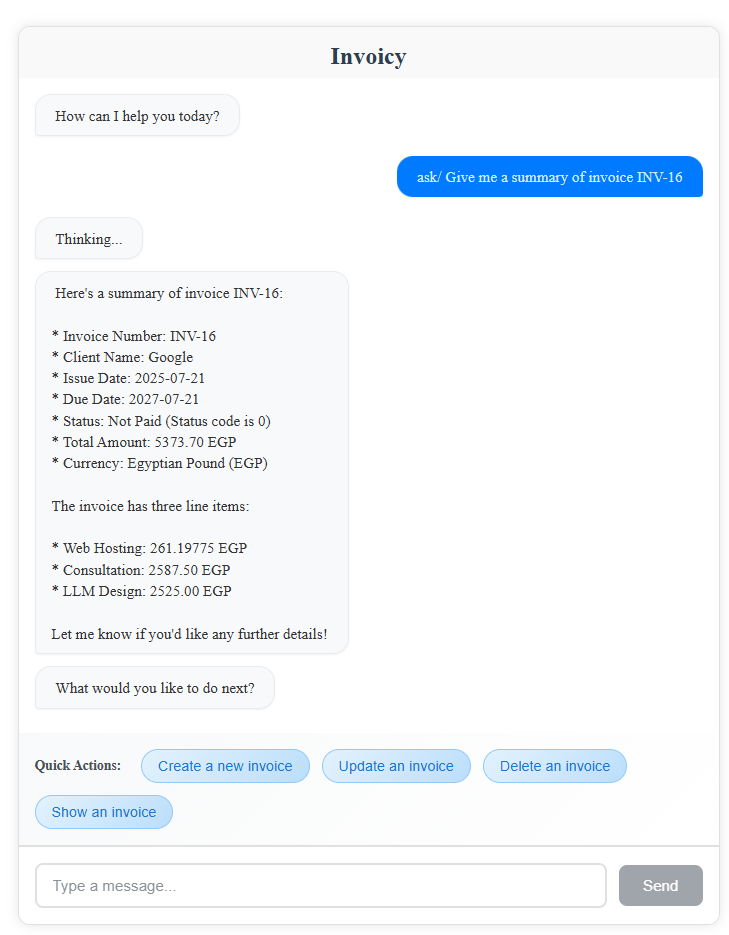 Invoicy
How can I help you today?
ask/ Give me a summary of invoice INV-16
Thinking...
Here's a summary of invoice INV-16:
* Invoice Number: INV-16
* Client Name: Google
* Issue Date: 2025-07-21
* Due Date: 2027-07-21
* Status: Not Paid (Status code is 0)
* Total Amount: 5373.70 EGP
* Currency: Egyptian Pound (EGP)
The invoice has three line items:
* Web Hosting: 261.19775 EGP
* Consultation: 2587.50 EGP
* LLM Design: 2525.00 EGP
Let me know if you'd like any further details!
What would you like to do next?
Quick Actions: Create a new invoice Update an invoice Delete an invoice
Show an invoice
Type a message... Send